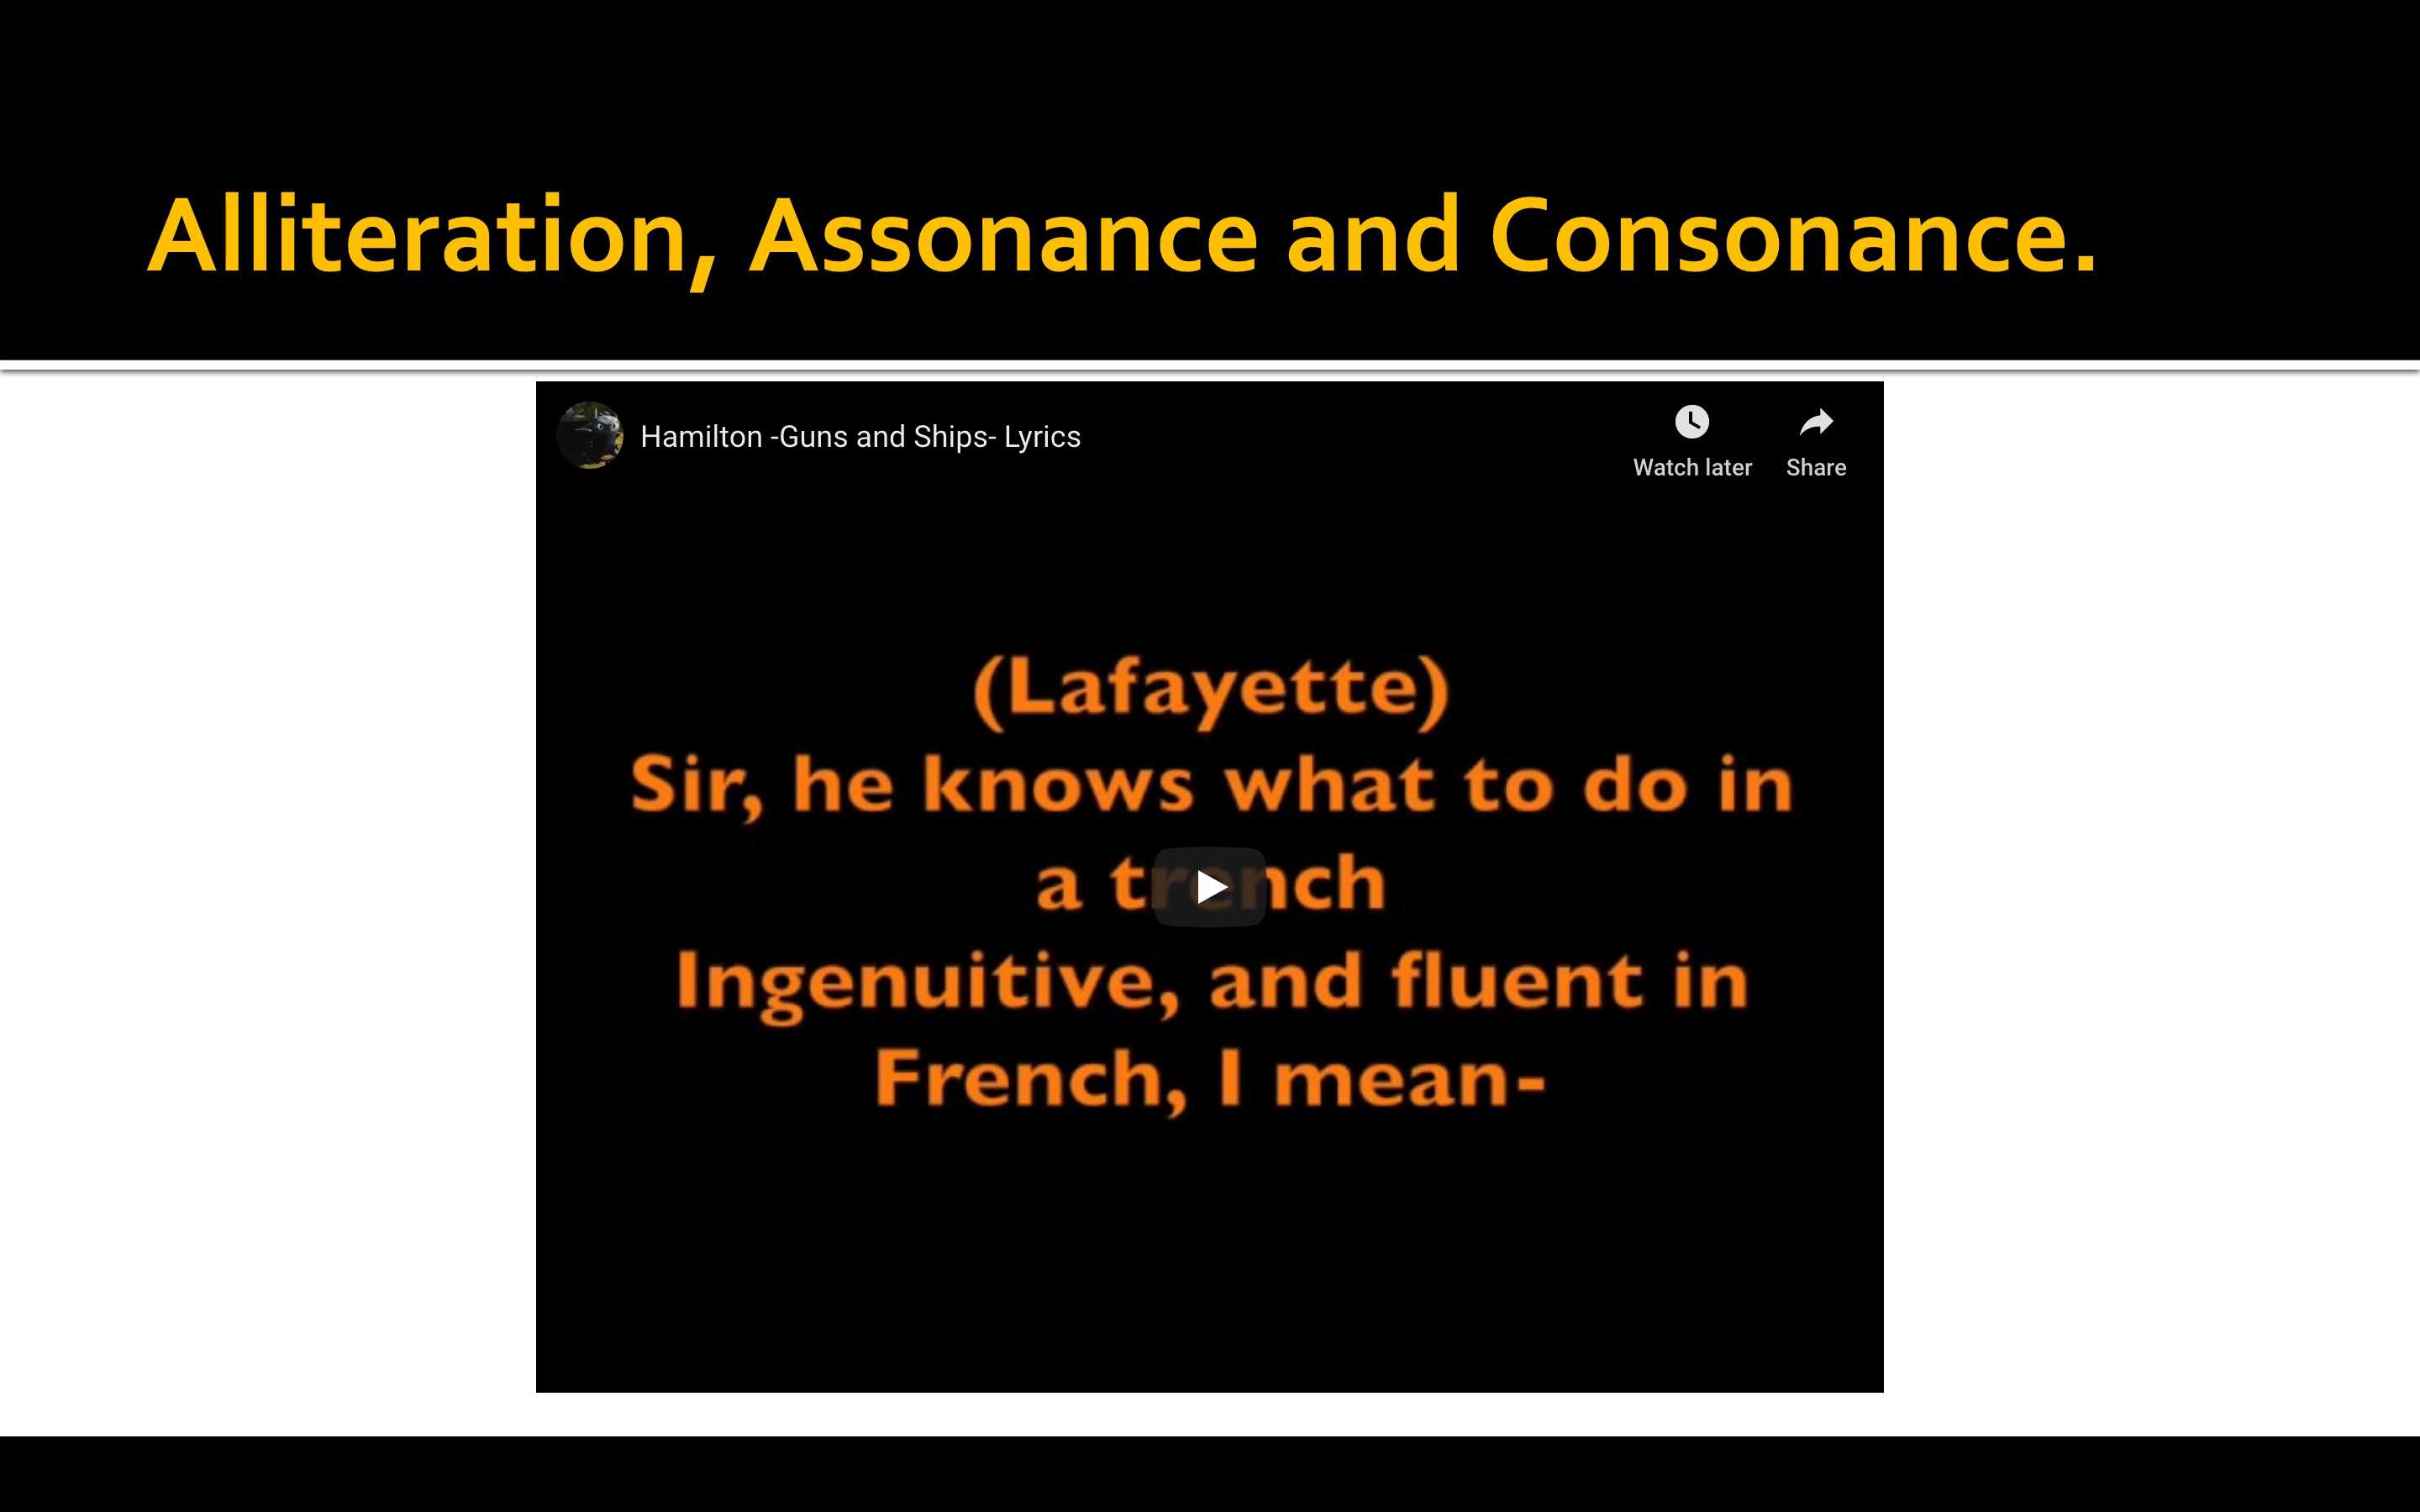 Alliteration, Assonance and Consonance.
Hamilton -Guns and Ships- Lyrics
Watch later
Share
(Lafayette)
Sir, he knows what to do in
a trench
Ingenuitive, and fluent in
French, I mean-